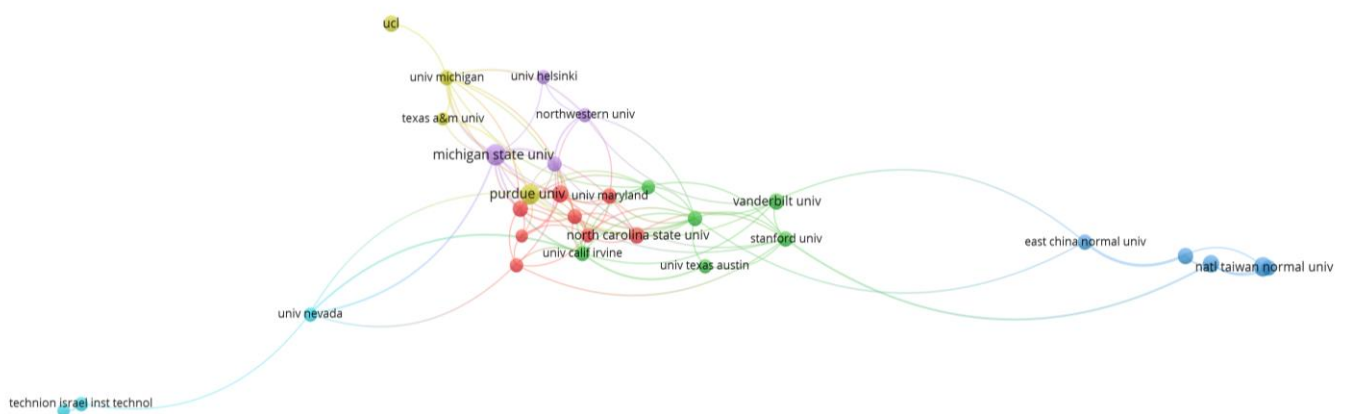 ucl
univ michigan
univ helsinki
texas a&m univ
northwestern univ
michigan state univ
purdue univ
univ maryland
vanderbilt univ
north carolina state univ
stanford univ
east china normal univ
univ calif irvine
univ texas austin
natl taiwan normal univ
univ nevada
technion israel inst technol